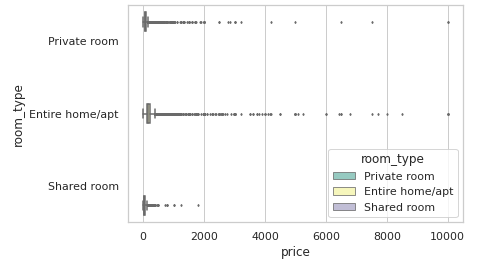 Private room
Entire home/apt
Shared room
room_type
room_type
Private room
Entire home/apt
Shared room
0 2000 4000 6000 8000 10000
price